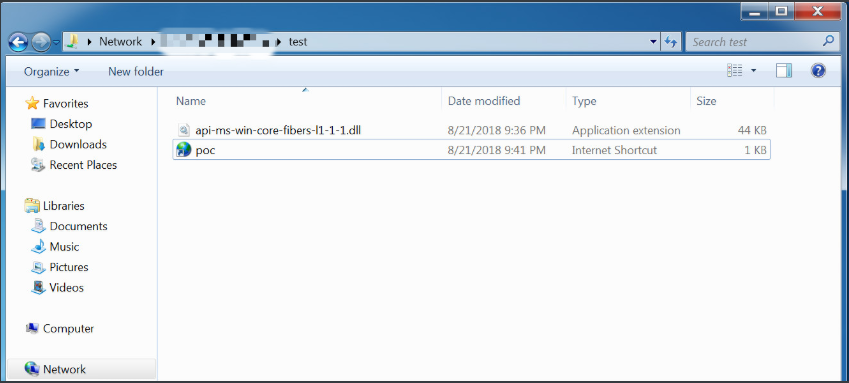 Network
test
Search test
Organize
New folder
Name Date modified Type Size
Favorites
Desktop
Downloads
Recent Places
Libraries
Documents
Music
Pictures
Videos
Computer
Network
api-ms-win-core-fibers-l1-1-1.dll 8/21/2018 9:36 PM Application extension 44 KB
poc 8/21/2018 9:41 PM Internet Shortcut 1 KB